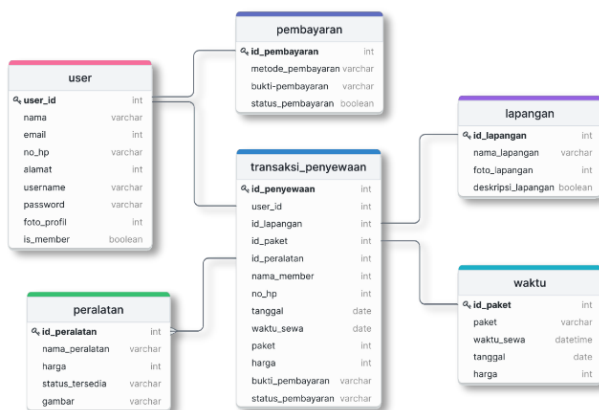 pembayaran
id_pembayaran int
metode_pembayaran varchar
bukti-pembayaran varchar
status_pembayaran boolean
user
user_id int
nama varchar
email int
no_hp varchar
alamat int
username varchar
password varchar
foto_profil int
is_member boolean
lapangan
id_lapangan int
nama_lapangan varchar
foto_lapangan int
deskripsi_lapangan boolean
transaksi_penyewaan
id_penyewaan int
user_id int
id_lapangan int
id_paket int
id_peralatan int
nama_member int
no_hp int
tanggal date
waktu_sewa date
paket int
harga int
bukti_pembayaran varchar
status_pembayaran varchar
waktu
id_paket int
paket varchar
waktu_sewa datetime
tanggal date
harga int
peralatan
id_peralatan int
nama_peralatan varchar
harga int
status_tersedia varchar
gambar varchar